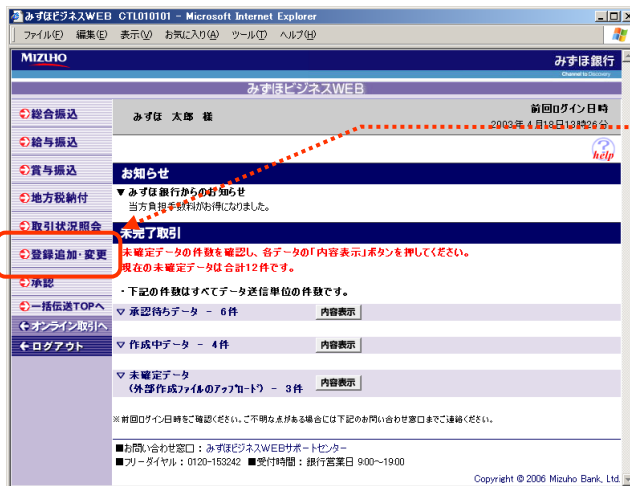 みずほビジネスWEB CTL010101 - Microsoft Internet Explorer
ファイル(F) 編集(E) 表示(V) お気に入り(A) ツール(T) ヘルプ(H)
MIZUHO
みずほ銀行
Channel to Discovery
みずほビジネスWEB
総合振込
給与振込
賞与振込
地方税納付
取引状況照会
登録追加・変更
承認
一括伝送TOPへ
オンライン取引へ
ログアウト
みずほ 太郎 様
前回ログイン日時
2003年 4月18日13時26分
help
お知らせ
▼ みずほ銀行からのお知らせ
当方負担手数料がお得になりました。
未完了取引
未確定データの件数を確認し、各データの「内容表示」ボタンを押してください。
現在の未確定データは合計12件です。
・下記の件数はすべてデータ送信単位の件数です。
▽ 承認待ちデータ - 6件 内容表示
▽ 作成中データ - 4件 内容表示
▽ 未確定データ
(外部作成ファイルのアップロード) - 3件 内容表示
※前回ログイン日時をご確認ください。ご不明な点がある場合には下記のお問い合わせ窓口までご連絡ください。
■お問い合わせ窓口：みずほビジネスWEBサポートセンター
■フリーダイヤル：0120-153242 ■受付時間：銀行営業日 9:00～19:00
Copyright © 2006 Mizuho Bank, Ltd.